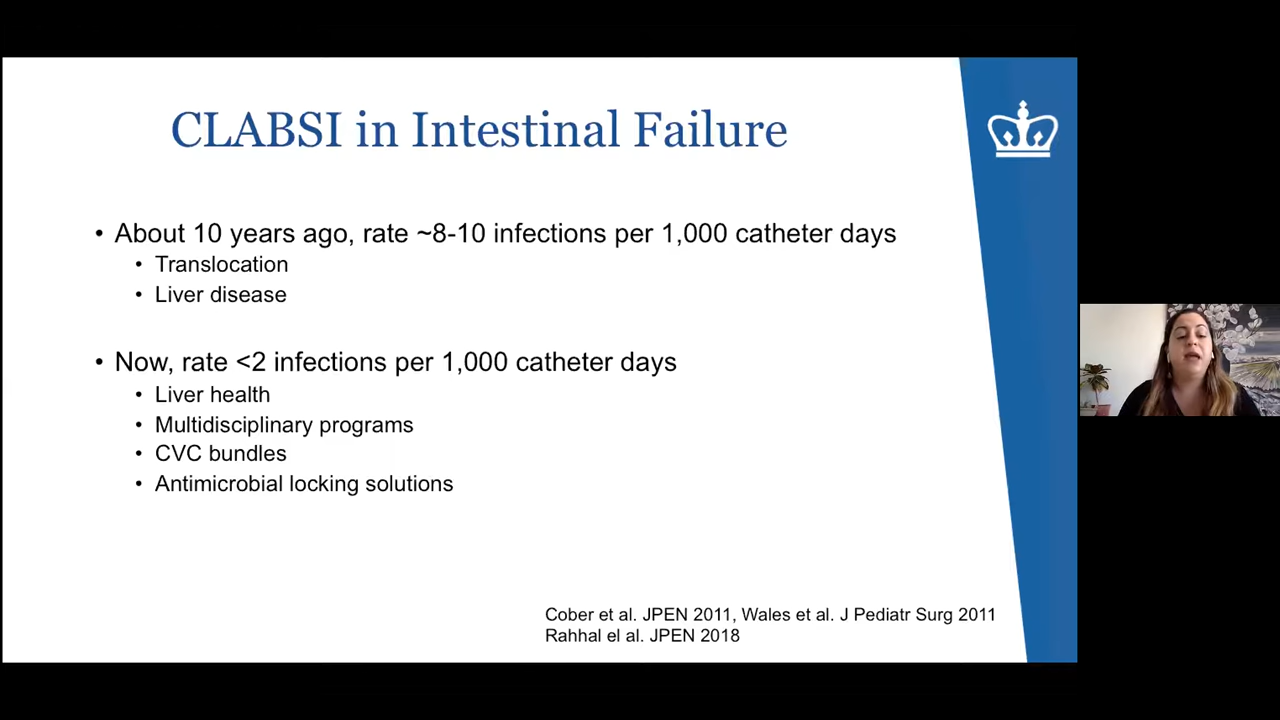 CLABSI in Intestinal Failure
• About 10 years ago, rate ~8-10 infections per 1,000 catheter days
• Translocation
• Liver disease
• Now, rate <2 infections per 1,000 catheter days
• Liver health
• Multidisciplinary programs
• CVC bundles
• Antimicrobial locking solutions
Cober et al. JPEN 2011, Wales et al. J Pediatr Surg 2011
Rahhal el al. JPEN 2018